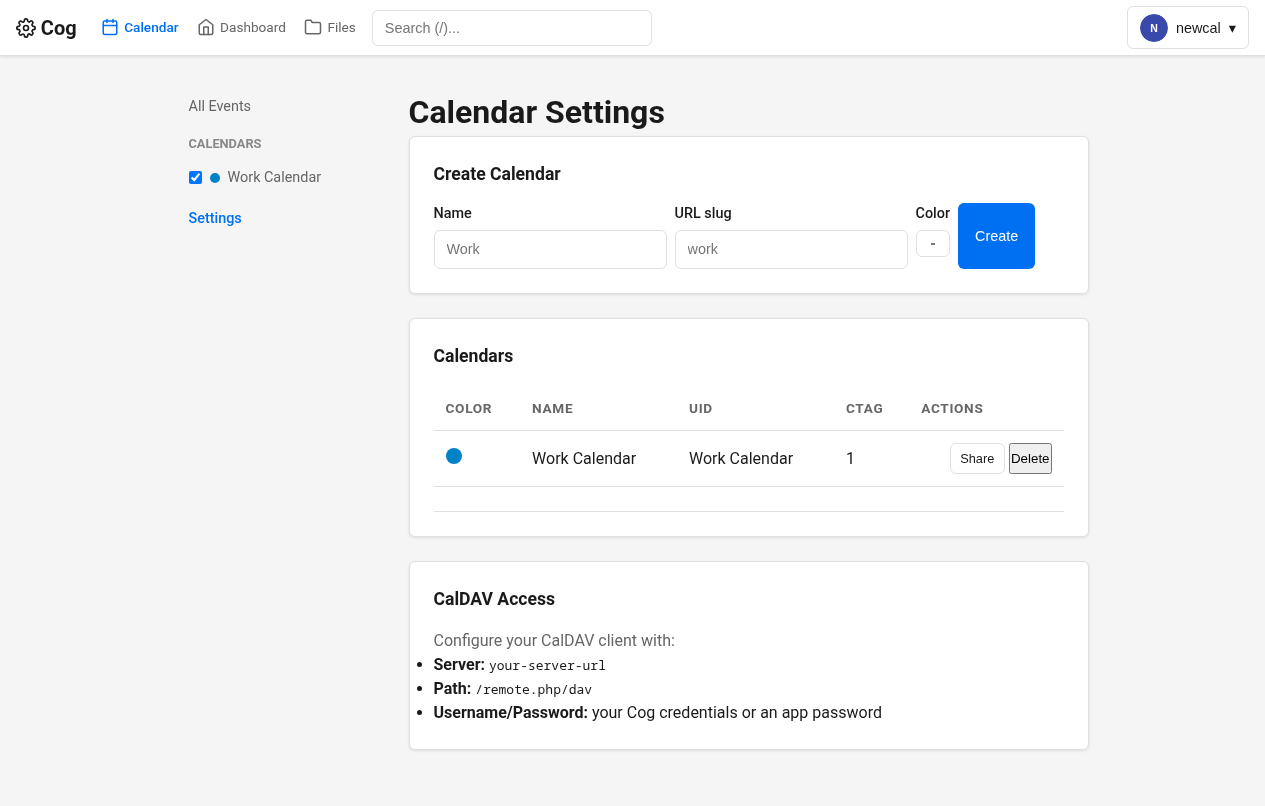 Cog Calendar Dashboard Files Search (/)... N newcal ▾
All Events
CALENDARS
Work Calendar
Settings
Calendar Settings
Create Calendar
Name URL slug Color
Work work - Create
Calendars
COLOR NAME UID CTAG ACTIONS
Work Calendar Work Calendar 1 Share Delete
CalDAV Access
Configure your CalDAV client with:
• Server: your-server-url
• Path: /remote.php/dav
• Username/Password: your Cog credentials or an app password